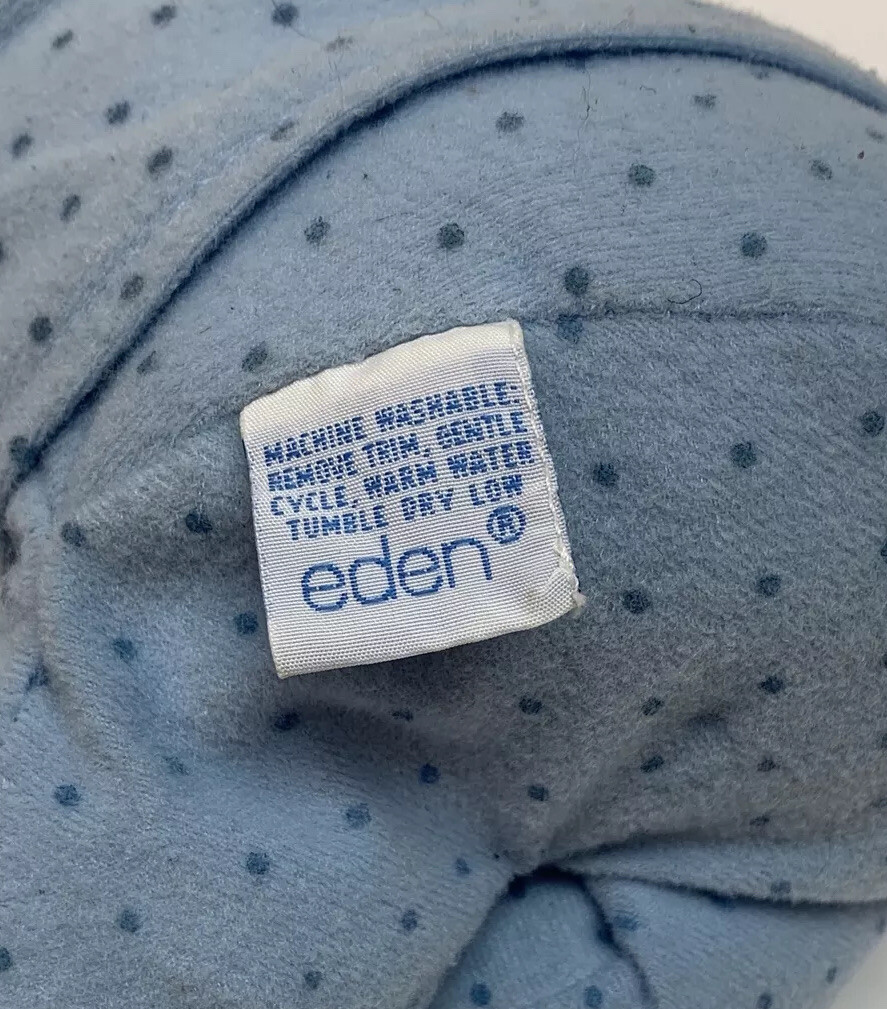 MACHINE WASHABLE-
REMOVE TRIM, GENTLE
CYCLE, WARM WATER
TUMBLE DRY LOW
eden®